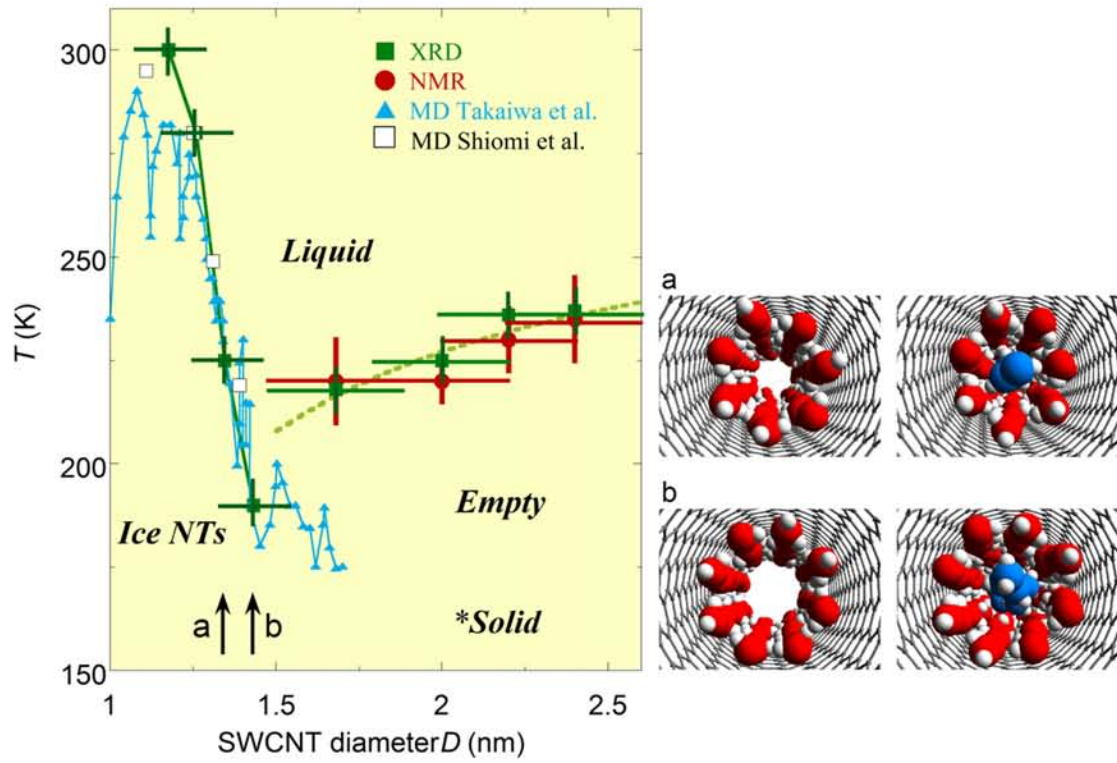 300
250
200
150
T (K)
XRD
NMR
MD Takaiwa et al.
MD Shiomi et al.
Liquid
Empty
Ice NTs
*Solid
a
b
1
1.5
2
2.5
SWCNT diameterD (nm)
a
b